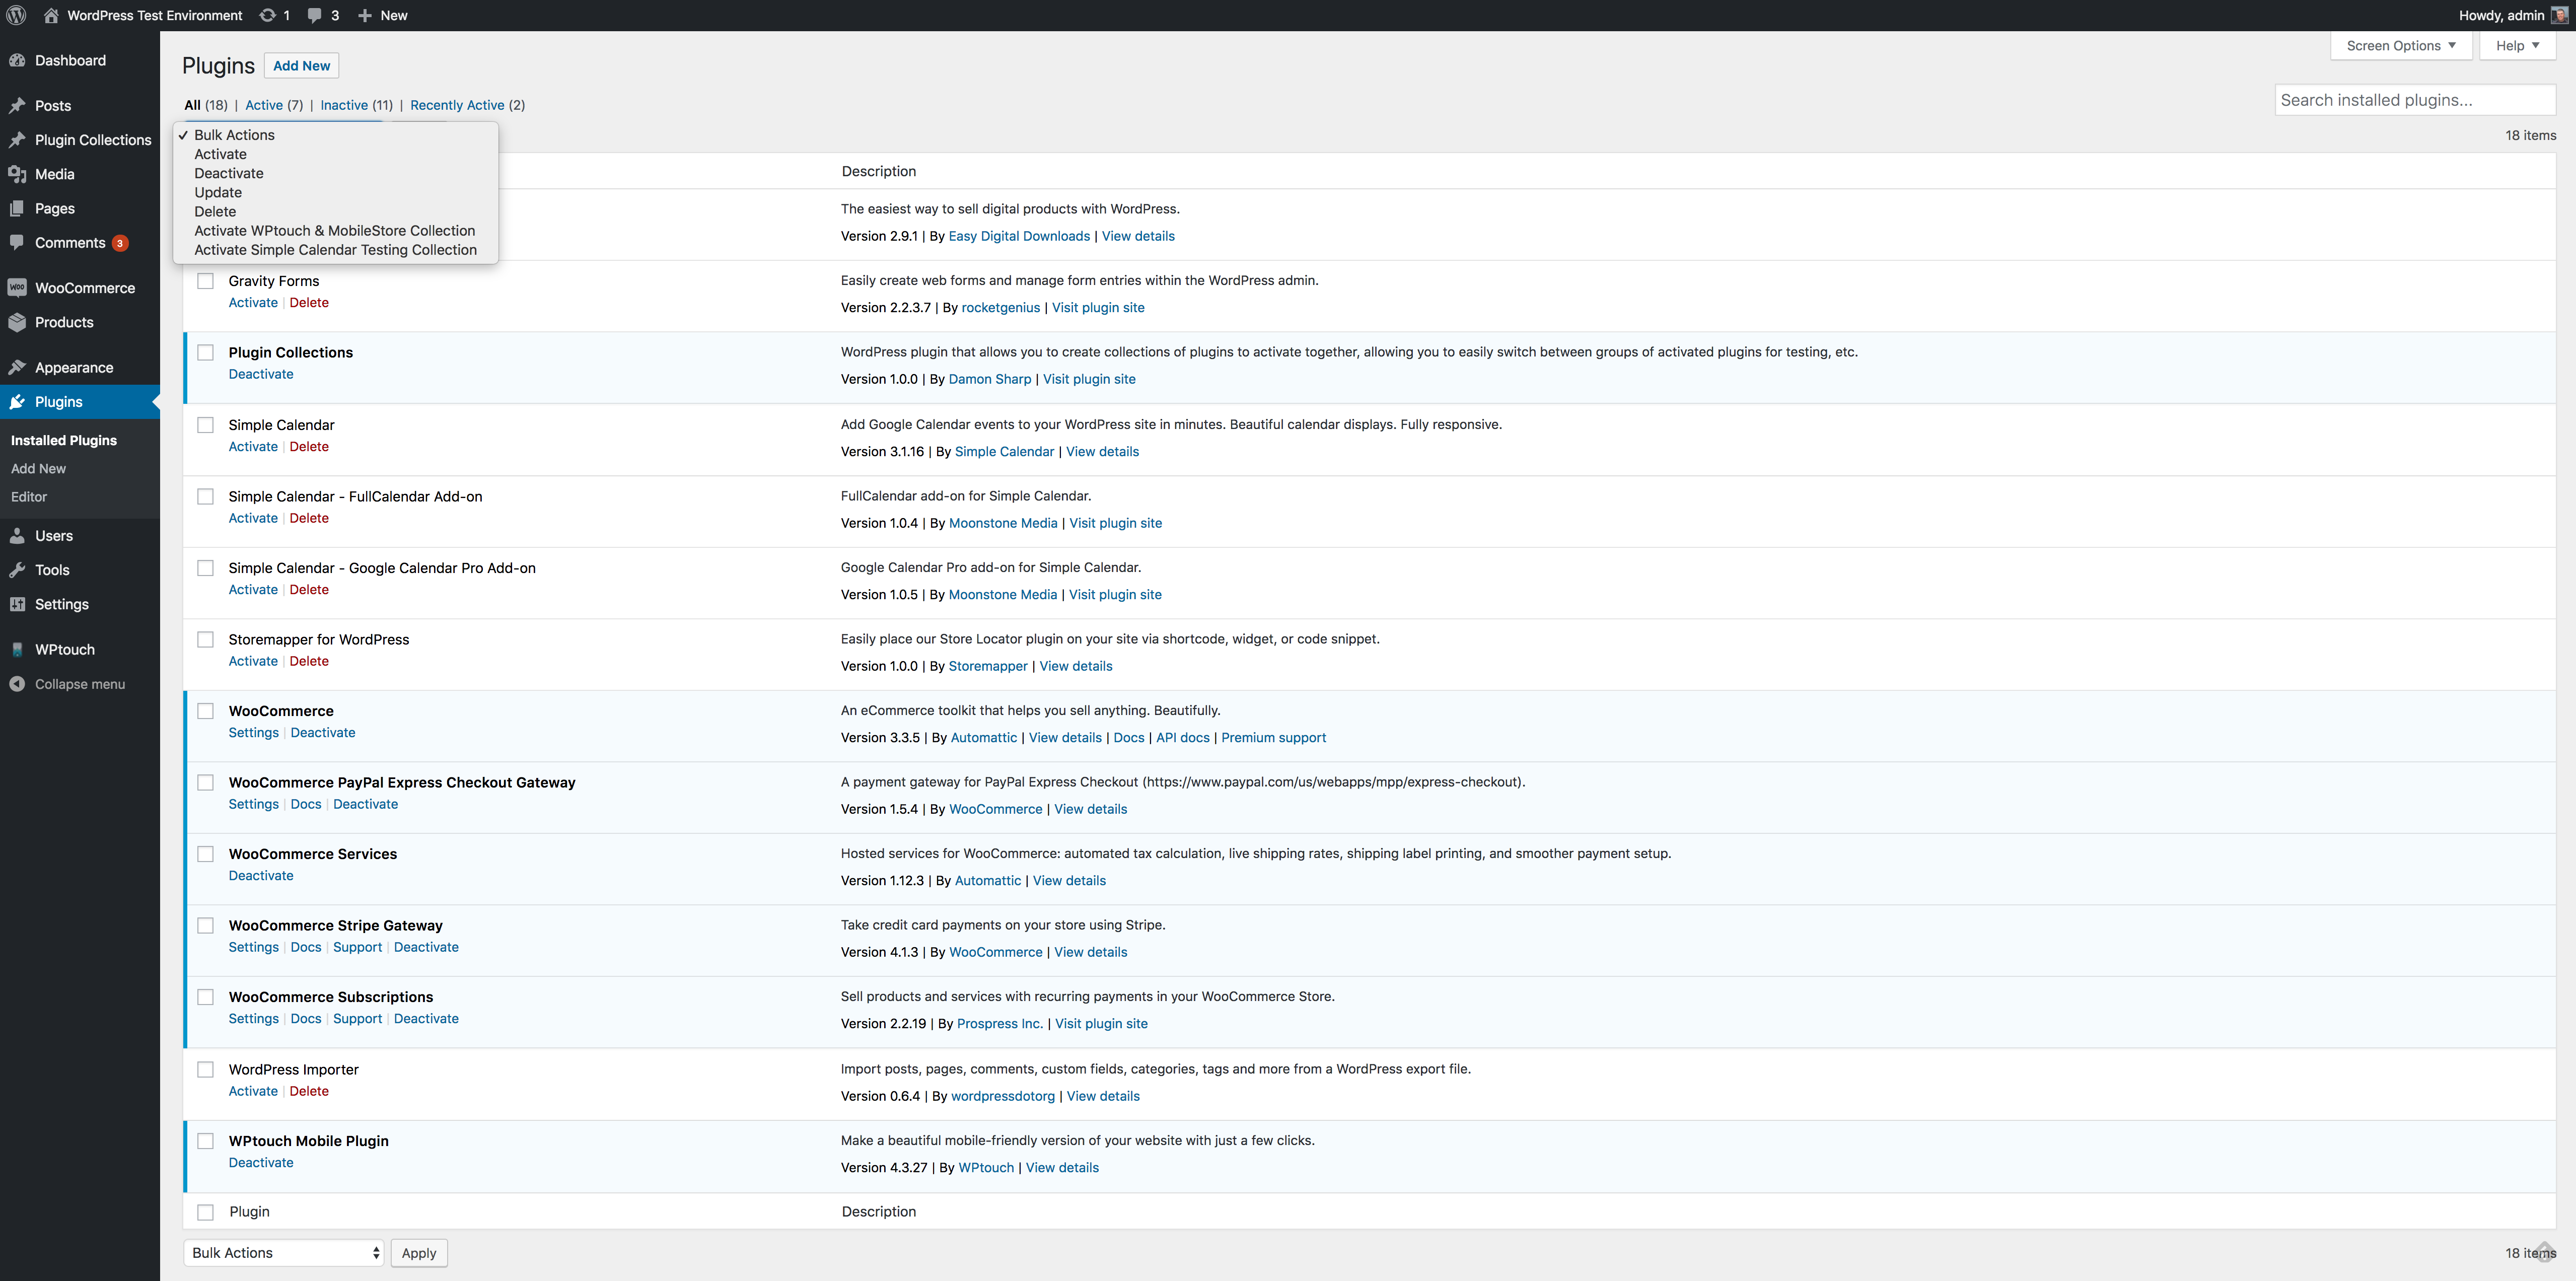 WordPress Test Environment 1 3 New Howdy, admin
Screen Options Help
Dashboard
Posts
Plugin Collections
Media
Pages
Comments 3
WooCommerce
Products
Appearance
Plugins
Installed Plugins
Add New
Editor
Users
Tools
Settings
WPtouch
Collapse menu
Plugins Add New
All (18) | Active (7) | Inactive (11) | Recently Active (2)
Search installed plugins...
18 items
✓ Bulk Actions
Activate
Deactivate
Update
Delete
Activate WPtouch & MobileStore Collection
Activate Simple Calendar Testing Collection
Description
The easiest way to sell digital products with WordPress.
Version 2.9.1 | By Easy Digital Downloads | View details
Gravity Forms
Activate | Delete
Easily create web forms and manage form entries within the WordPress admin.
Version 2.2.3.7 | By rocketgenius | Visit plugin site
Plugin Collections
Deactivate
WordPress plugin that allows you to create collections of plugins to activate together, allowing you to easily switch between groups of activated plugins for testing, etc.
Version 1.0.0 | By Damon Sharp | Visit plugin site
Simple Calendar
Activate | Delete
Add Google Calendar events to your WordPress site in minutes. Beautiful calendar displays. Fully responsive.
Version 3.1.16 | By Simple Calendar | View details
Simple Calendar - FullCalendar Add-on
Activate | Delete
FullCalendar add-on for Simple Calendar.
Version 1.0.4 | By Moonstone Media | Visit plugin site
Simple Calendar - Google Calendar Pro Add-on
Activate | Delete
Google Calendar Pro add-on for Simple Calendar.
Version 1.0.5 | By Moonstone Media | Visit plugin site
Storemapper for WordPress
Activate | Delete
Easily place our Store Locator plugin on your site via shortcode, widget, or code snippet.
Version 1.0.0 | By Storemapper | View details
WooCommerce
Settings | Deactivate
An eCommerce toolkit that helps you sell anything. Beautifully.
Version 3.3.5 | By Automattic | View details | Docs | API docs | Premium support
WooCommerce PayPal Express Checkout Gateway
Settings | Docs | Deactivate
A payment gateway for PayPal Express Checkout (https://www.paypal.com/us/webapps/mpp/express-checkout).
Version 1.5.4 | By WooCommerce | View details
WooCommerce Services
Deactivate
Hosted services for WooCommerce: automated tax calculation, live shipping rates, shipping label printing, and smoother payment setup.
Version 1.12.3 | By Automattic | View details
WooCommerce Stripe Gateway
Settings | Docs | Support | Deactivate
Take credit card payments on your store using Stripe.
Version 4.1.3 | By WooCommerce | View details
WooCommerce Subscriptions
Settings | Docs | Support | Deactivate
Sell products and services with recurring payments in your WooCommerce Store.
Version 2.2.19 | By Prospress Inc. | Visit plugin site
WordPress Importer
Activate | Delete
Import posts, pages, comments, custom fields, categories, tags and more from a WordPress export file.
Version 0.6.4 | By wordpressdotorg | View details
WPtouch Mobile Plugin
Deactivate
Make a beautiful mobile-friendly version of your website with just a few clicks.
Version 4.3.27 | By WPtouch | View details
Plugin Description
Bulk Actions Apply 18 items